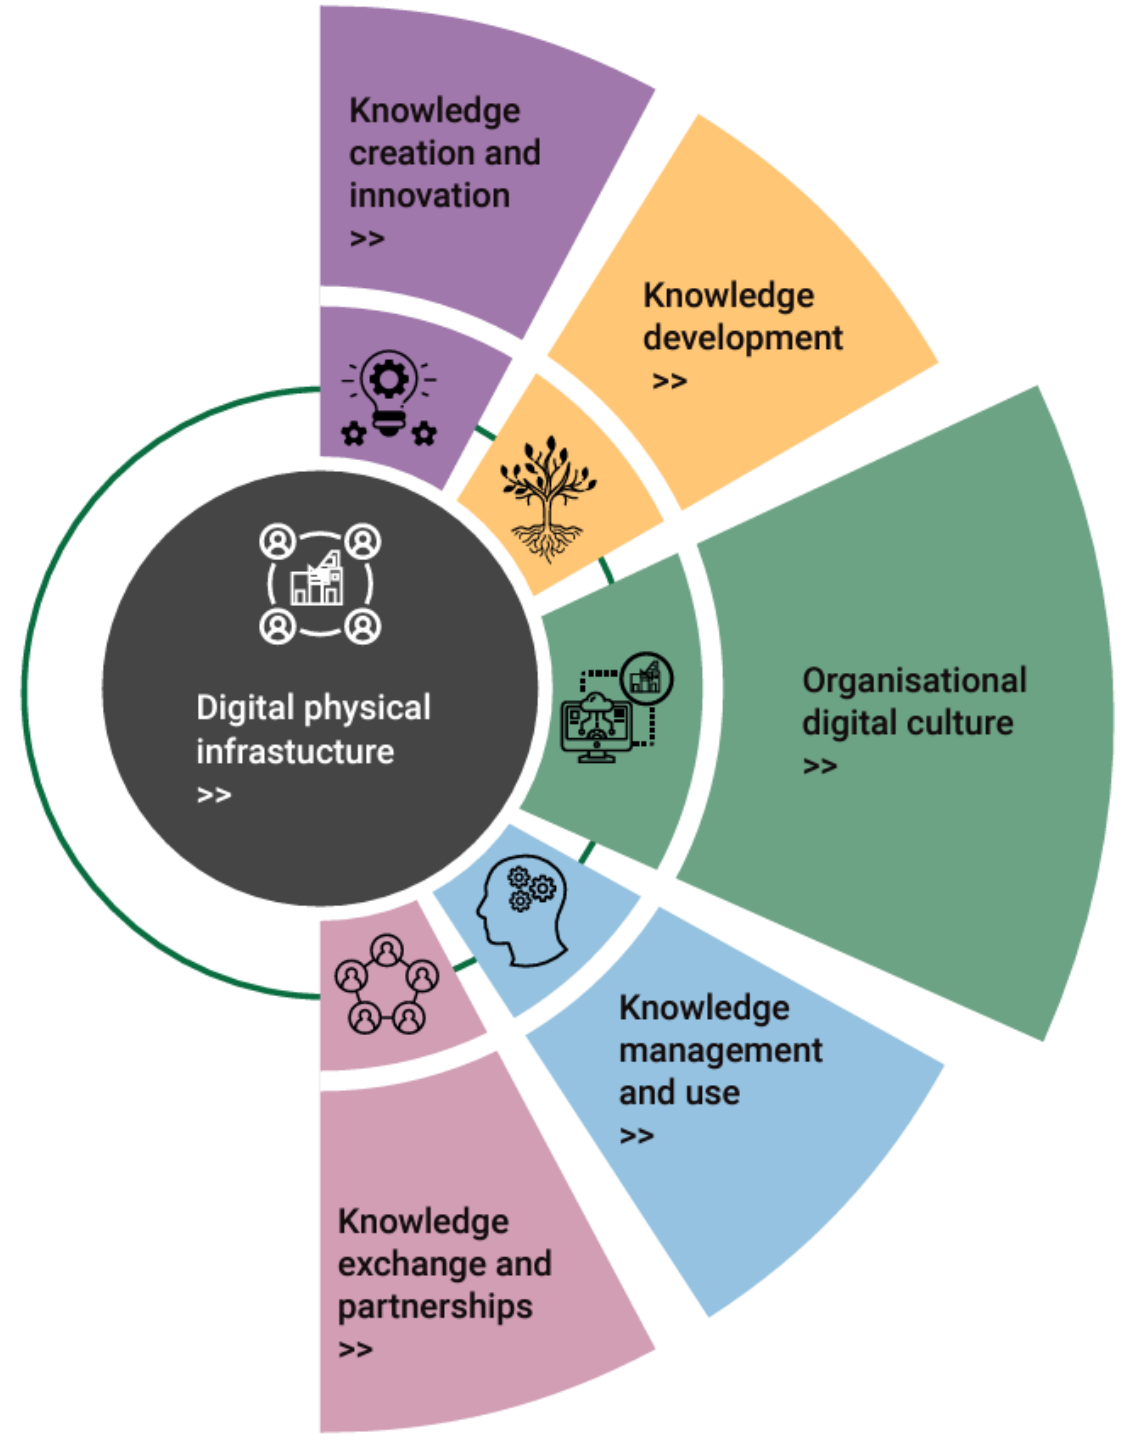 Knowledge
creation and
innovation
>>
Knowledge
development
>>
Organisational
digital culture
>>
Digital physical
infrastucture
>>
Knowledge
management
and use
>>
Knowledge
exchange and
partnerships
>>